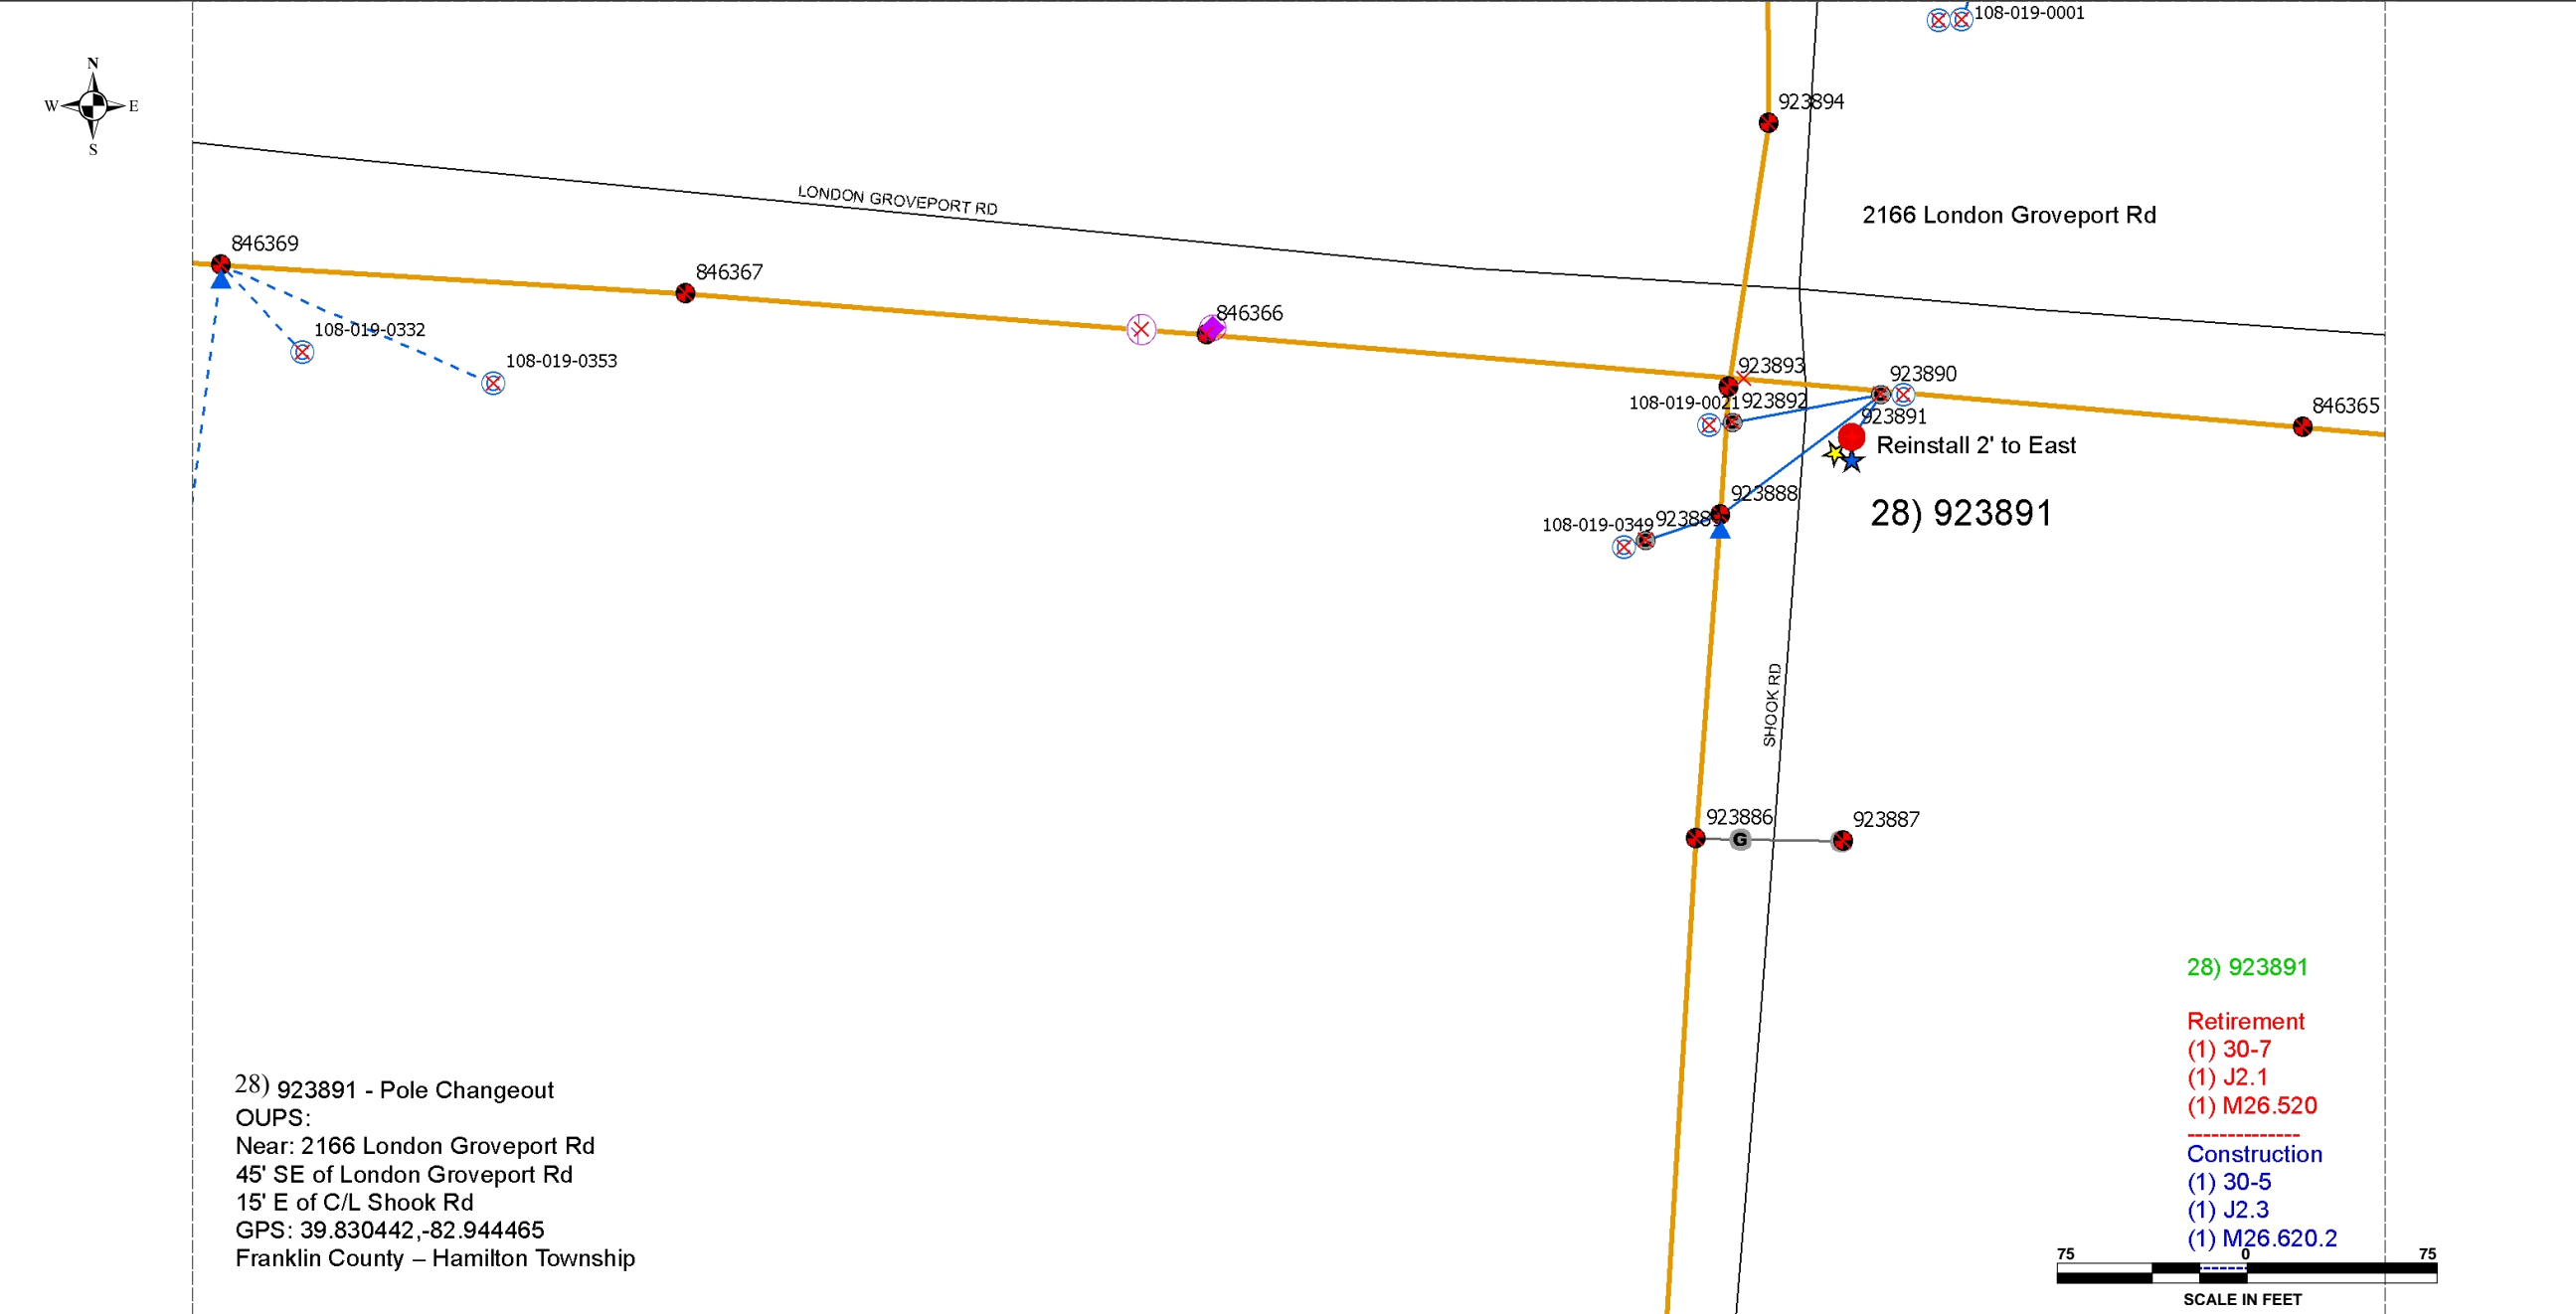 108-019-0001
N
W E
S
923894
LONDON GROVEPORT RD
2166 London Groveport Rd
846369
846367
846366
108-019-0332
108-019-0353
923893
923890
108-019-0021
923892
923891
846365
Reinstall 2' to East
923888
28) 923891
108-019-0349
923889
SHOOK RD
923886
G
923887
28) 923891
Retirement
(1) 30-7
(1) J2.1
(1) M26.520
--------------
Construction
(1) 30-5
(1) J2.3
(1) M26.620.2
28) 923891 - Pole Changeout
OUPS:
Near: 2166 London Groveport Rd
45' SE of London Groveport Rd
15' E of C/L Shook Rd
GPS: 39.830442,-82.944465
Franklin County – Hamilton Township
75 0 75
SCALE IN FEET